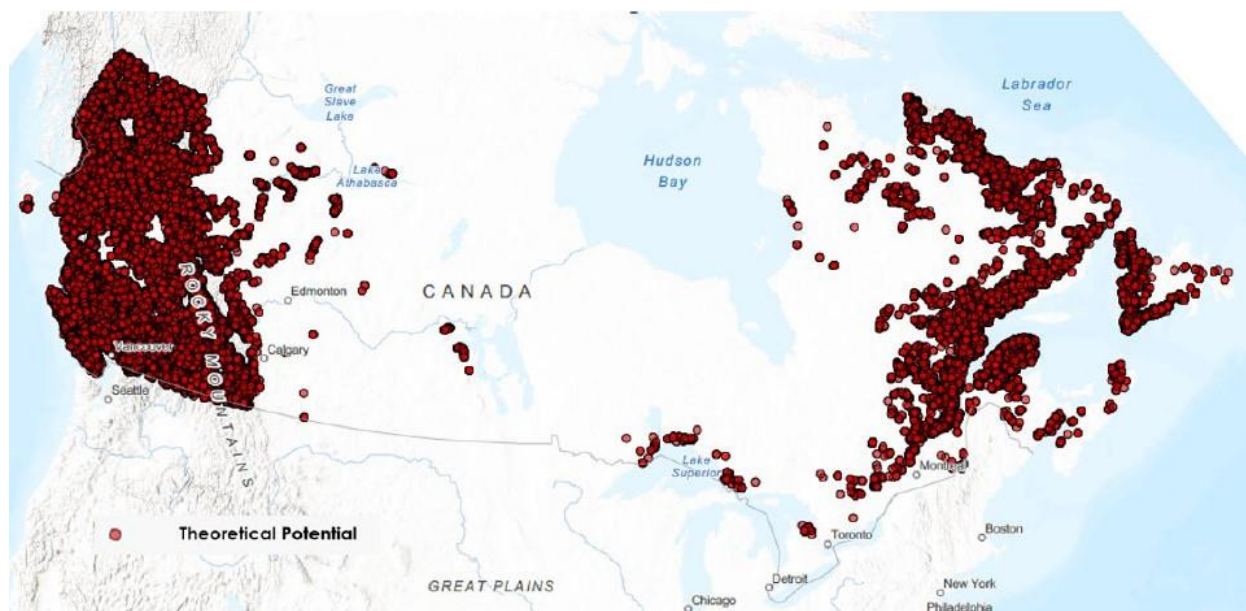 Great
Slave
Lake
Lake
Athabasca
Hudson
Bay
Labrador
Sea
ROCKY MOUNTAINS
Edmonton
CANADA
Calgary
Vancouver
Seattle
Lake
Superior
Montreal
Toronto
Boston
Detroit
New York
Chicago
Philadelphia
GREAT PLAINS
Theoretical Potential